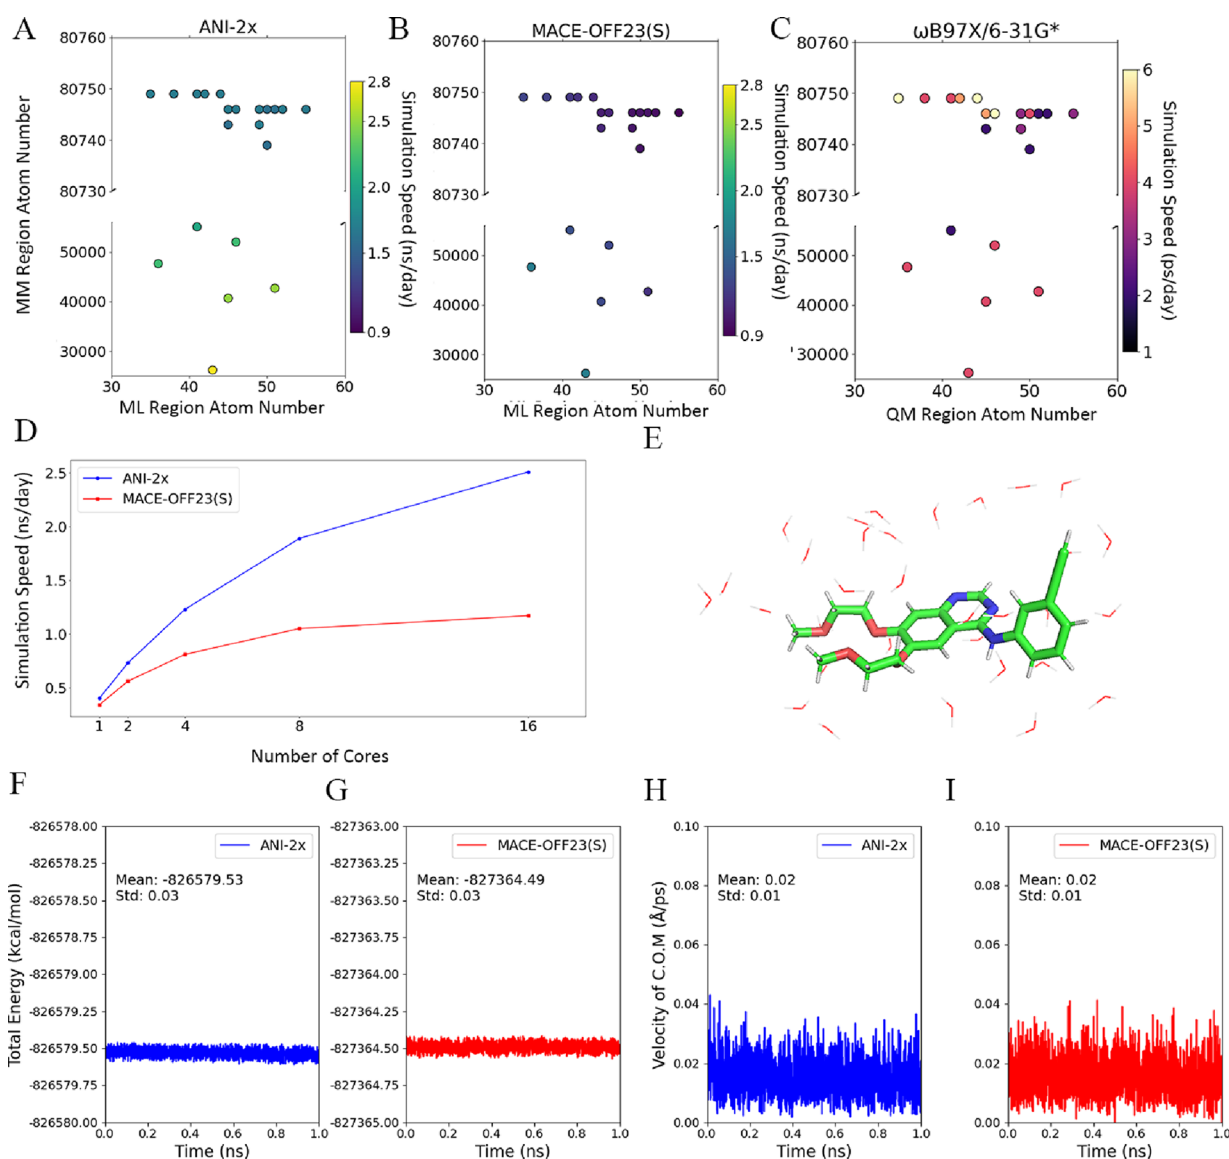 A
ANI-2x
80760
80750
80740
80730
50000
40000
30000
30
40
50
60
MM Region Atom Number
ML Region Atom Number
2.8
2.5
2.0
1.5
0.9
Simulation Speed (ns/day)
B
MACE-OFF23(S)
80760
80750
80740
80730
50000
40000
30000
30
40
50
60
ML Region Atom Number
2.8
2.5
2.0
1.5
0.9
Simulation Speed (ns/day)
C
ωB97X/6-31G*
80760
80750
80740
80730
50000
40000
30000
30
40
50
60
QM Region Atom Number
6
5
4
3
2
1
Simulation Speed (ps/day)
D
ANI-2x
MACE-OFF23(S)
2.5
2.0
1.5
1.0
0.5
1
2
4
8
16
Simulation Speed (ns/day)
Number of Cores
E
F
-826578.00
-826578.25
-826578.50
-826578.75
-826579.00
-826579.25
-826579.50
-826579.75
-826580.00
Total Energy (kcal/mol)
ANI-2x
Mean: -826579.53
Std: 0.03
0.0
0.2
0.4
0.6
0.8
1.0
Time (ns)
G
-827363.00
-827363.25
-827363.50
-827363.75
-827364.00
-827364.25
-827364.50
-827364.75
-827365.00
MACE-OFF23(S)
Mean: -827364.49
Std: 0.03
0.0
0.2
0.4
0.6
0.8
1.0
Time (ns)
H
0.10
0.08
0.06
0.04
0.02
0.00
Velocity of C.O.M (Å/ps)
ANI-2x
Mean: 0.02
Std: 0.01
0.0
0.2
0.4
0.6
0.8
1.0
Time (ns)
I
0.10
0.08
0.06
0.04
0.02
0.00
MACE-OFF23(S)
Mean: 0.02
Std: 0.01
0.0
0.2
0.4
0.6
0.8
1.0
Time (ns)